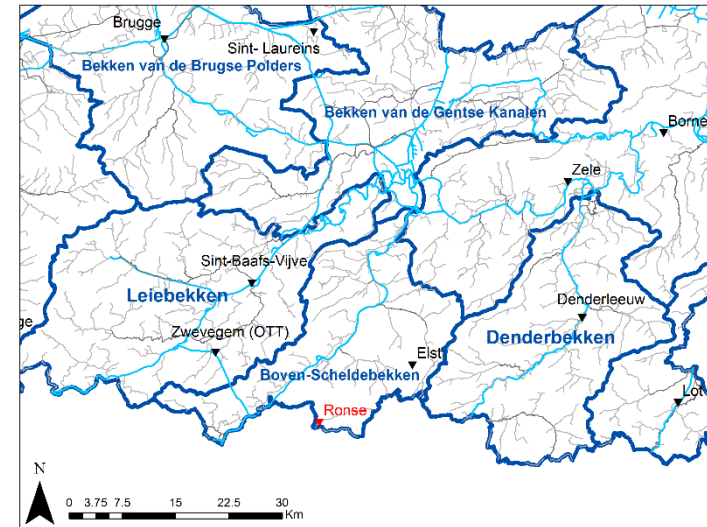 Brugge
Sint- Laureins
Bekken van de Brugse Polders
Bekken van de Gentse Kanalen
Borne
Zele
Sint-Baafs-Vijve
Leiebekken
Denderleeuw
Zwevegem (OTT)
ge
Denderbekken
Elst
Boven-Scheldebekken
Lot
Ronse
N
0 3.75 7.5 15 22.5 30
Km